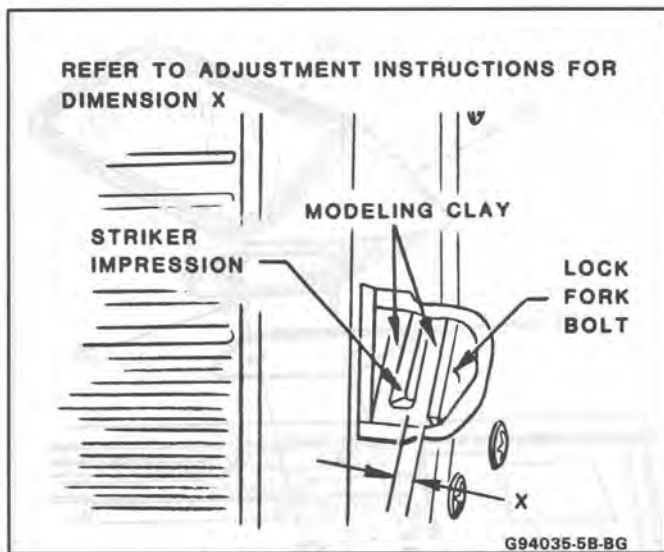 REFER TO ADJUSTMENT INSTRUCTIONS FOR
DIMENSION X
MODELING CLAY
STRIKER
IMPRESSION
LOCK
FORK
BOLT
X
G94035-5B-BG